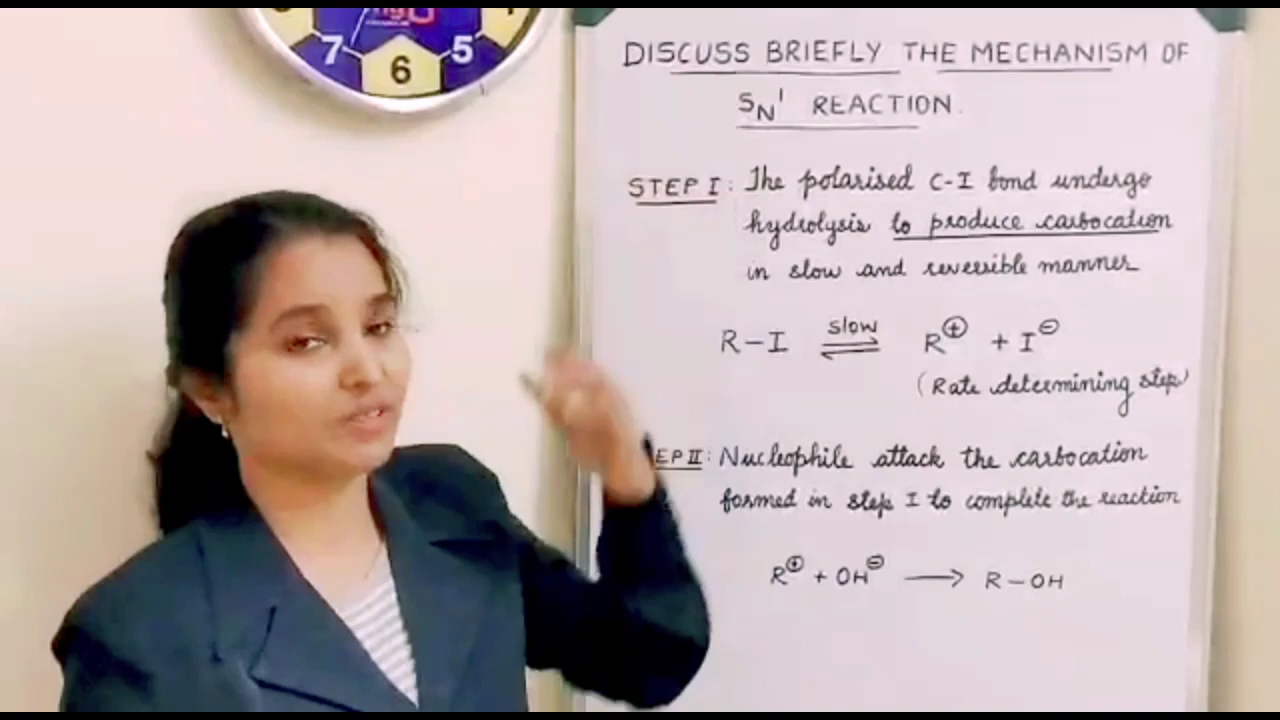 7
6
5
DISCUSS BRIEFLY THE MECHANISM OF
SN1 REACTION.
STEP I: The polarised C-I bond undergo
hydrolysis to produce carbocation
in slow and reversible manner
R-I ⇌ slow R⊕ + I⊖
(Rate determining step)
EP II: Nucleophile attack the carbocation
formed in step I to complete the reaction
R⊕ + OH⊖ ⟶ R-OH